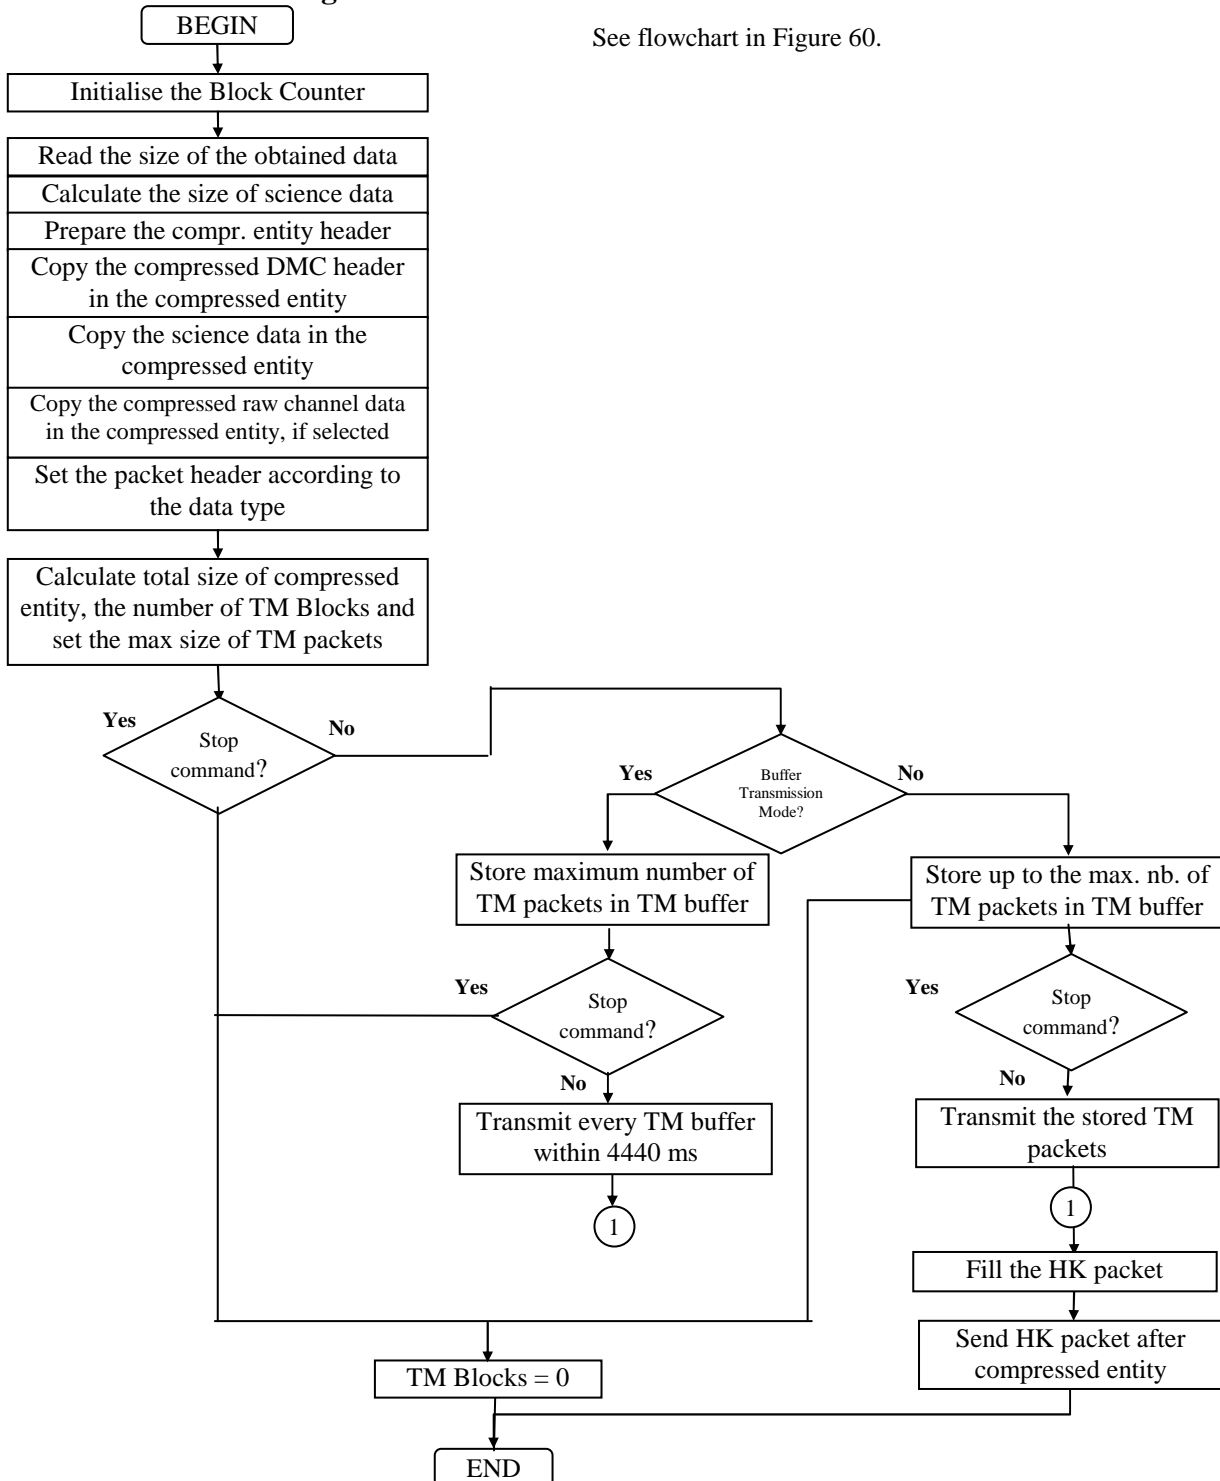 BEGIN
See flowchart in Figure 60.
Initialise the Block Counter
Read the size of the obtained data
Calculate the size of science data
Prepare the compr. entity header
Copy the compressed DMC header
in the compressed entity
Copy the science data in the
compressed entity
Copy the compressed raw channel data
in the compressed entity, if selected
Set the packet header according to
the data type
Calculate total size of compressed
entity, the number of TM Blocks and
set the max size of TM packets
Yes
No
Stop
command?
Yes
No
Buffer
Transmission
Mode?
Store maximum number of
TM packets in TM buffer
Store up to the max. nb. of
TM packets in TM buffer
Yes
Stop
command?
No
Yes
Stop
command?
No
Transmit every TM buffer
within 4440 ms
1
Transmit the stored TM
packets
1
Fill the HK packet
Send HK packet after
compressed entity
TM Blocks = 0
END